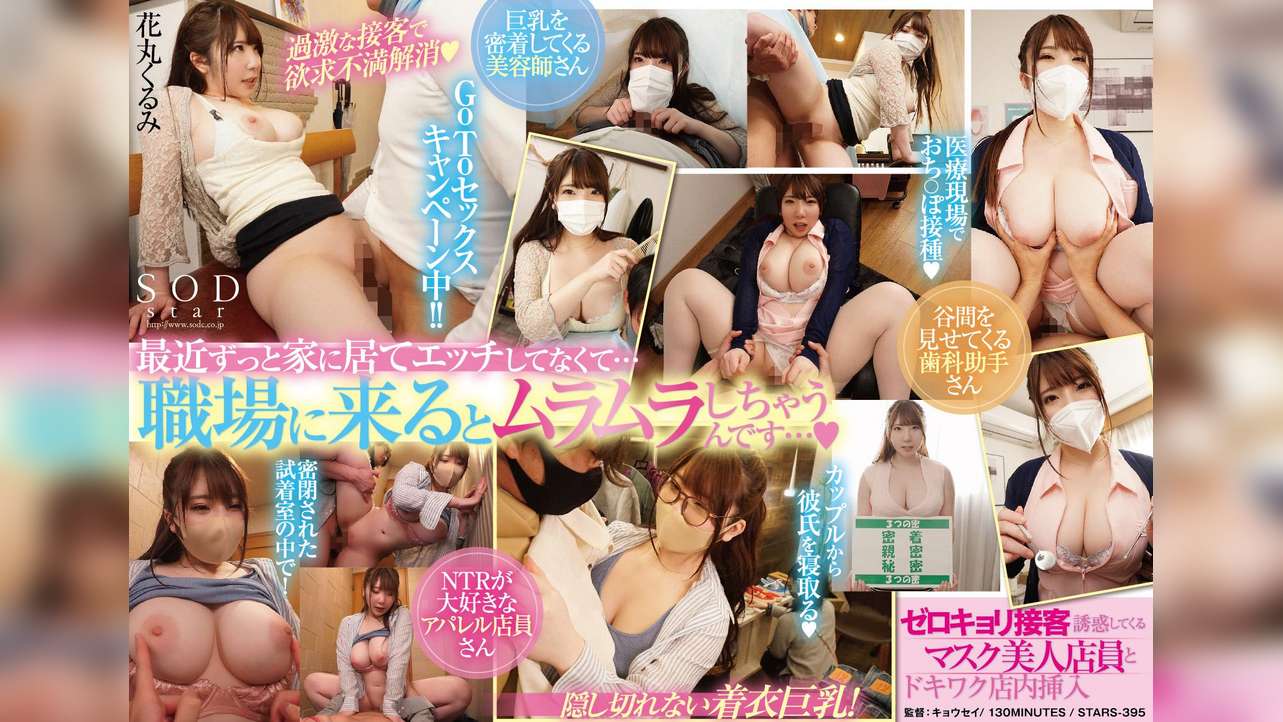 花丸くるみ
過激な接客で
欲求不満解消♥
GoToセックス
キャンペーン中!!
巨乳を
密着してくる
美容師さん
医療現場で
おち○ぽ接種♥
谷間を
見せてくる
歯科助手
さん
SOD
star
http://www.sodc.co.jp
最近ずっと家に居てエッチしてなくて…
職場に来るとムラムラしちゃう
んです…♥
密閉された
試着室の中で!
NTRが
大好きな
アパレル店員
さん
カップルから
彼氏を寝取る♥
3つの密
密着
親密
秘密
3つの密
隠し切れない着衣巨乳!
ゼロキョリ接客 誘惑してくる
マスク美人店員と
ドキワク店内挿入
監督:キョウセイ/ 130MINUTES / STARS-395